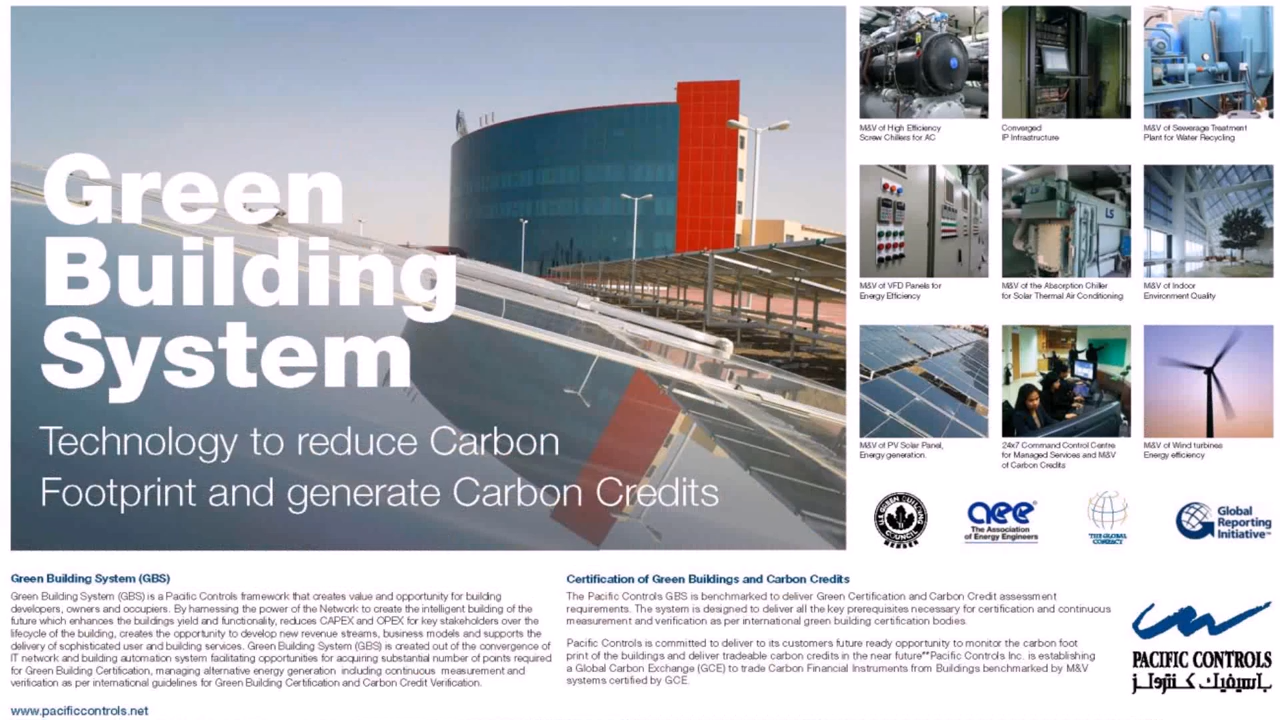 Green
Building
System
Technology to reduce Carbon
Footprint and generate Carbon Credits
M&V of High Efficiency
Screw Chillers for AC
Converged
IP Infrastructure
M&V of Sewerage Treatment
Plant for Water Recycling
M&V of VFD Panels for
Energy Efficiency
LS
M&V of the Absorption Chiller
for Solar Thermal Air Conditioning
M&V of Indoor
Environment Quality
M&V of PV Solar Panel,
Energy generation.
24x7 Command Control Centre
for Managed Services and M&V
of Carbon Credits
M&V of Wind turbines
Energy efficiency
U.S. GREEN BUILDING COUNCIL
MEMBER
aee
The Association
of Energy Engineers
THE GLOBAL
COMPACT
Global
Reporting
Initiative™
Green Building System (GBS)
Green Building System (GBS) is a Pacific Controls framework that creates value and opportunity for building
developers, owners and occupiers. By harnessing the power of the Network to create the intelligent building of the
future which enhances the buildings yield and functionality, reduces CAPEX and OPEX for key stakeholders over the
lifecycle of the building, creates the opportunity to develop new revenue streams, business models and supports the
delivery of sophisticated user and building services. Green Building System (GBS) is created out of the convergence of
IT network and building automation system facilitating opportunities for acquiring substantial number of points required
for Green Building Certification, managing alternative energy generation including continuous measurement and
verification as per international guidelines for Green Building Certification and Carbon Credit Verification.
www.pacificcontrols.net
Certification of Green Buildings and Carbon Credits
The Pacific Controls GBS is benchmarked to deliver Green Certification and Carbon Credit assessment
requirements. The system is designed to deliver all the key prerequisites necessary for certification and continuous
measurement and verification as per international green building certification bodies.
Pacific Controls is committed to deliver to its customers future ready opportunity to monitor the carbon foot
print of the buildings and deliver tradeable carbon credits in the near future**Pacific Controls Inc. is establishing
a Global Carbon Exchange (GCE) to trade Carbon Financial Instruments from Buildings benchmarked by M&V
systems certified by GCE.
PACIFIC CONTROLS
باسيفيك كنترولز